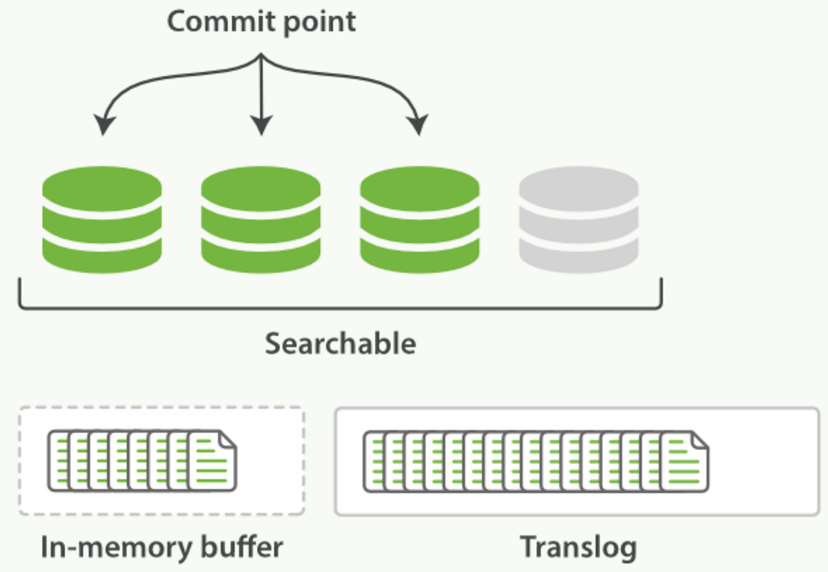 Commit point
Searchable
In-memory buffer
Translog